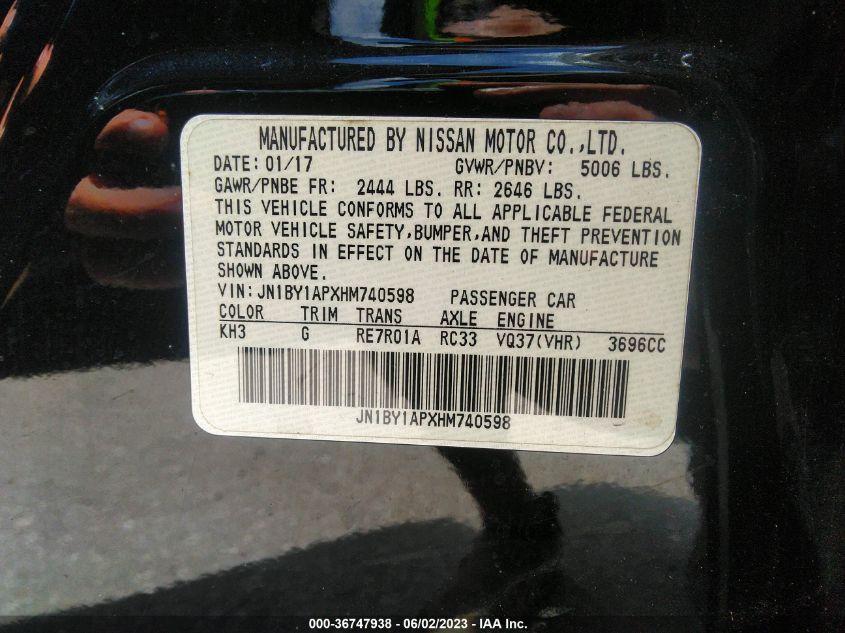 MANUFACTURED BY NISSAN MOTOR CO.,LTD.
DATE: 01/17 GVWR/PNBV: 5006 LBS.
GAWR/PNBE FR: 2444 LBS. RR: 2646 LBS.
THIS VEHICLE CONFORMS TO ALL APPLICABLE FEDERAL
MOTOR VEHICLE SAFETY,BUMPER,AND THEFT PREVENTION
STANDARDS IN EFFECT ON THE DATE OF MANUFACTURE
SHOWN ABOVE.
VIN: JN1BY1APXHM740598 PASSENGER CAR
COLOR TRIM TRANS AXLE ENGINE
KH3 G RE7R01A RC33 VQ37(VHR) 3696CC
JN1BY1APXHM740598
000-36747938 - 06/02/2023 - IAA Inc.